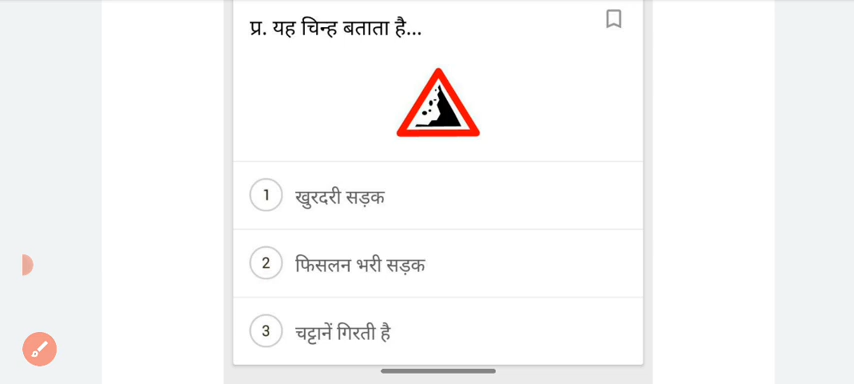 प्र. यह चिन्ह बताता है...
1 खुरदरी सड़क
2 फिसलन भरी सड़क
3 चट्टानें गिरती है